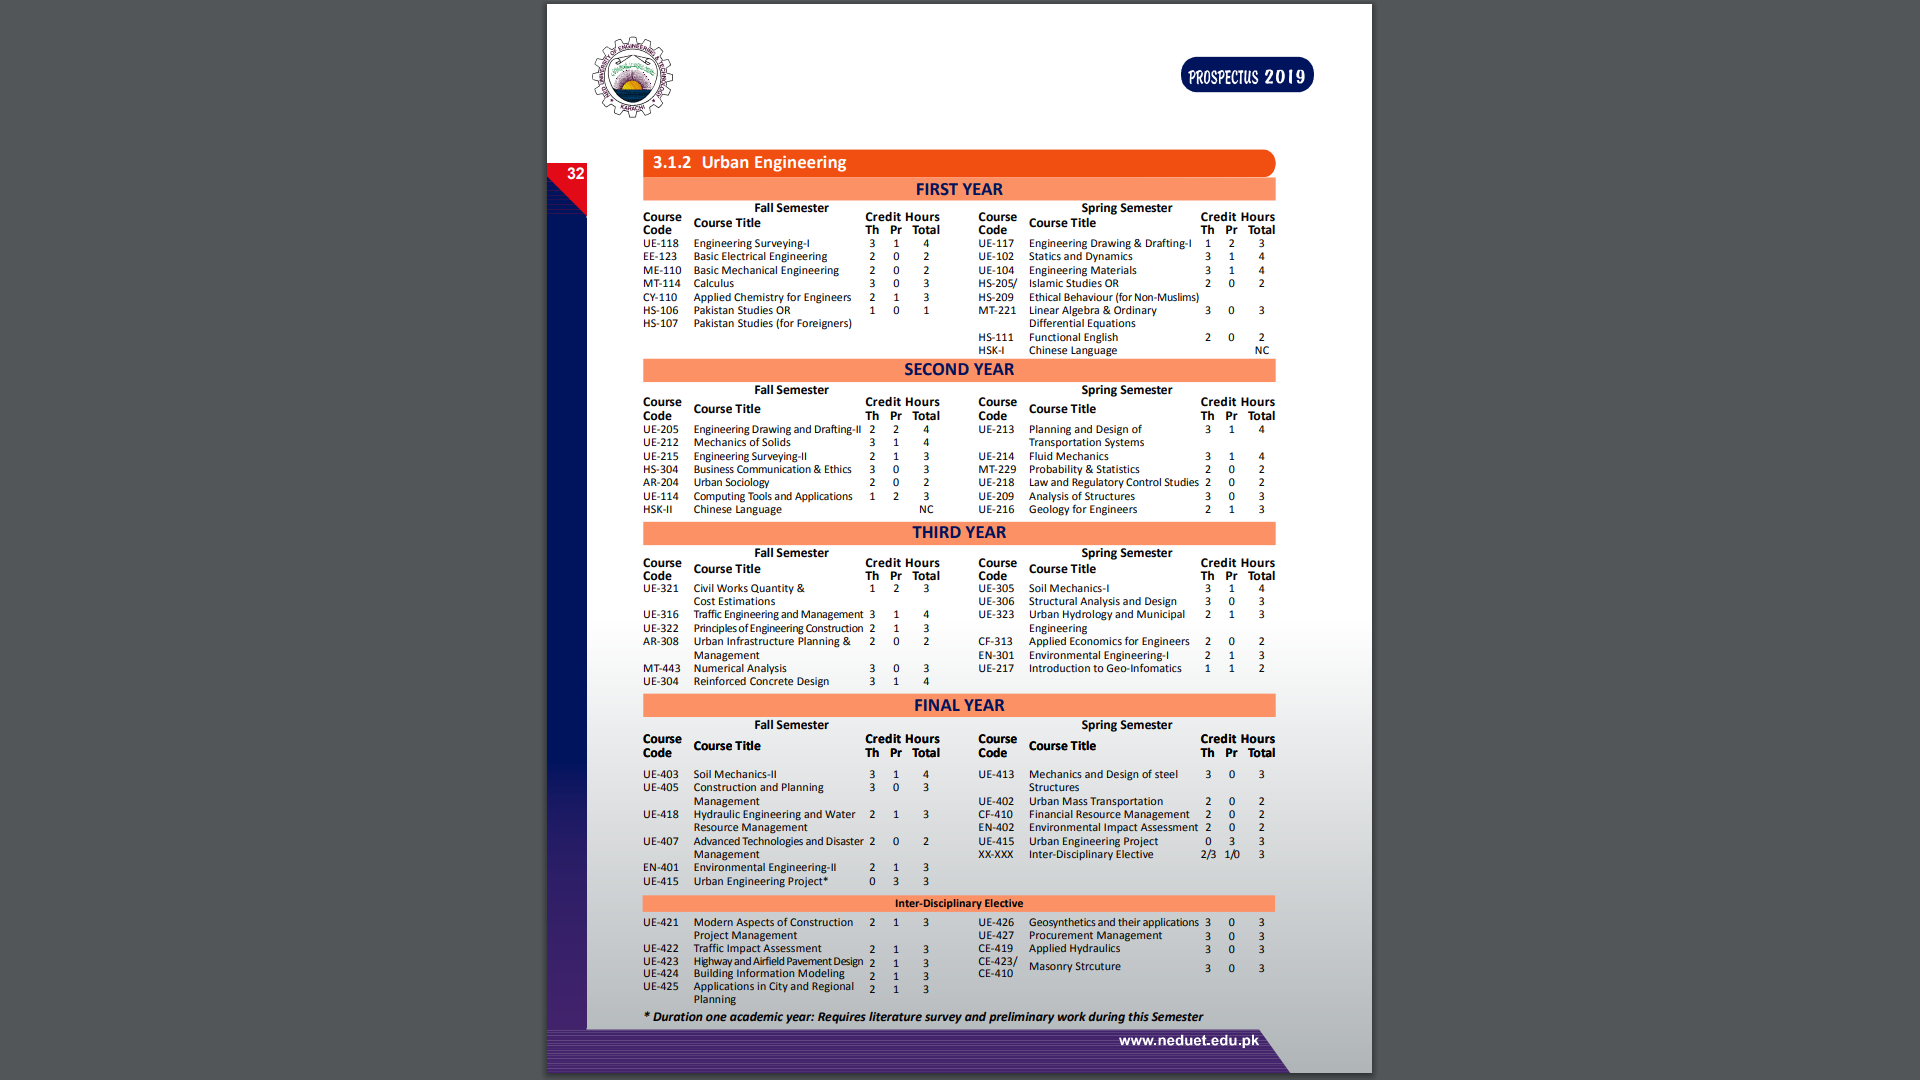 PROSPECTUS 2019
32
3.1.2 Urban Engineering
FIRST YEAR
Fall Semester
Course Code Course Title Credit Hours Th Pr Total
UE-118 Engineering Surveying-I 3 1 4
EE-123 Basic Electrical Engineering 2 0 2
ME-110 Basic Mechanical Engineering 2 0 2
MT-114 Calculus 3 0 3
CY-110 Applied Chemistry for Engineers 2 1 3
HS-106 Pakistan Studies OR 1 0 1
HS-107 Pakistan Studies (for Foreigners)
Spring Semester
Course Code Course Title Credit Hours Th Pr Total
UE-117 Engineering Drawing & Drafting-I 1 2 3
UE-102 Statics and Dynamics 3 1 4
UE-104 Engineering Materials 3 1 4
HS-205/ Islamic Studies OR 2 0 2
HS-209 Ethical Behaviour (for Non-Muslims)
MT-221 Linear Algebra & Ordinary 3 0 3
Differential Equations
HS-111 Functional English 2 0 2
HSK-I Chinese Language NC
SECOND YEAR
Fall Semester
Course Code Course Title Credit Hours Th Pr Total
UE-205 Engineering Drawing and Drafting-II 2 2 4
UE-212 Mechanics of Solids 3 1 4
UE-215 Engineering Surveying-II 2 1 3
HS-304 Business Communication & Ethics 3 0 3
AR-204 Urban Sociology 2 0 2
UE-114 Computing Tools and Applications 1 2 3
HSK-II Chinese Language NC
Spring Semester
Course Code Course Title Credit Hours Th Pr Total
UE-213 Planning and Design of 3 1 4
Transportation Systems
UE-214 Fluid Mechanics 3 1 4
MT-229 Probability & Statistics 2 0 2
UE-218 Law and Regulatory Control Studies 2 0 2
UE-209 Analysis of Structures 3 0 3
UE-216 Geology for Engineers 2 1 3
THIRD YEAR
Fall Semester
Course Code Course Title Credit Hours Th Pr Total
UE-321 Civil Works Quantity & 1 2 3
Cost Estimations
UE-316 Traffic Engineering and Management 3 1 4
UE-322 Principles of Engineering Construction 2 1 3
AR-308 Urban Infrastructure Planning & 2 0 2
Management
MT-443 Numerical Analysis 3 0 3
UE-304 Reinforced Concrete Design 3 1 4
Spring Semester
Course Code Course Title Credit Hours Th Pr Total
UE-305 Soil Mechanics-I 3 1 4
UE-306 Structural Analysis and Design 3 0 3
UE-323 Urban Hydrology and Municipal 2 1 3
Engineering
CF-313 Applied Economics for Engineers 2 0 2
EN-301 Environmental Engineering-I 2 1 3
UE-217 Introduction to Geo-Infomatics 1 1 2
FINAL YEAR
Fall Semester
Course Code Course Title Credit Hours Th Pr Total
UE-403 Soil Mechanics-II 3 1 4
UE-405 Construction and Planning 3 0 3
Management
UE-418 Hydraulic Engineering and Water 2 1 3
Resource Management
UE-407 Advanced Technologies and Disaster 2 0 2
Management
EN-401 Environmental Engineering-II 2 1 3
UE-415 Urban Engineering Project* 0 3 3
Spring Semester
Course Code Course Title Credit Hours Th Pr Total
UE-413 Mechanics and Design of steel 3 0 3
Structures
UE-402 Urban Mass Transportation 2 0 2
CF-410 Financial Resource Management 2 0 2
EN-402 Environmental Impact Assessment 2 0 2
UE-415 Urban Engineering Project 0 3 3
XX-XXX Inter-Disciplinary Elective 2/3 1/0 3
Inter-Disciplinary Elective
UE-421 Modern Aspects of Construction 2 1 3
Project Management
UE-422 Traffic Impact Assessment 2 1 3
UE-423 Highway and Airfield Pavement Design 2 1 3
UE-424 Building Information Modeling 2 1 3
UE-425 Applications in City and Regional 2 1 3
Planning
UE-426 Geosynthetics and their applications 3 0 3
UE-427 Procurement Management 3 0 3
CE-419 Applied Hydraulics 3 0 3
CE-423/ CE-410 Masonry Strcuture 3 0 3
* Duration one academic year: Requires literature survey and preliminary work during this Semester
www.neduet.edu.pk